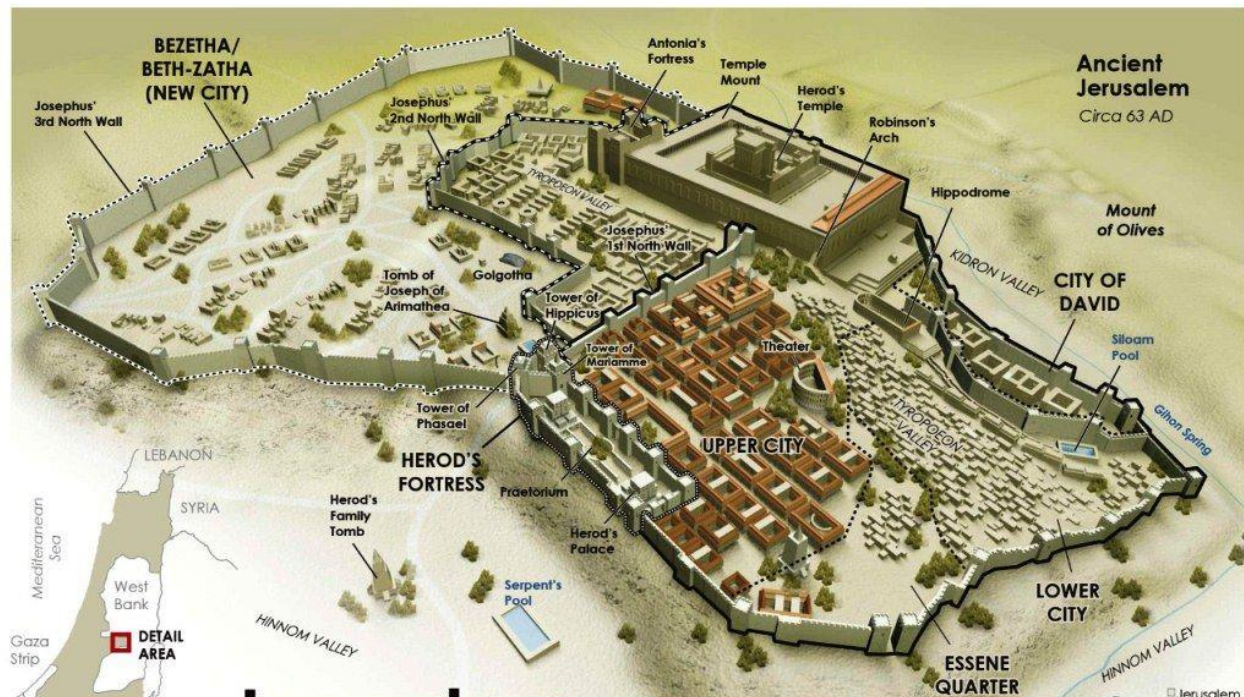 Ancient
Jerusalem
Circa 63 AD
BEZETHA/
BETH-ZATHA
(NEW CITY)
Josephus'
3rd North Wall
Josephus'
2nd North Wall
Antonia's
Fortress
Temple
Mount
Herod's
Temple
Robinson's
Arch
Hippodrome
Mount
of Olives
KIDRON VALLEY
TYROPOEON
VALLEY
Josephus'
1st North Wall
Golgotha
Tomb of
Joseph of
Arimathea
Tower of
Hippicus
Tower of
Mariamme
Theater
CITY OF
DAVID
Siloam
Pool
Gihon Spring
Tower of
Phasael
HEROD'S
FORTRESS
UPPER CITY
TYROPOEON
VALLEY
Praetorium
Herod's
Palace
Herod's
Family
Tomb
Serpent's
Pool
HINNOM VALLEY
LOWER
CITY
ESSENE
QUARTER
HINNOM VALLEY
LEBANON
SYRIA
Mediteranean
Sea
West
Bank
Gaza
Strip
DETAIL
AREA
Jerusalem